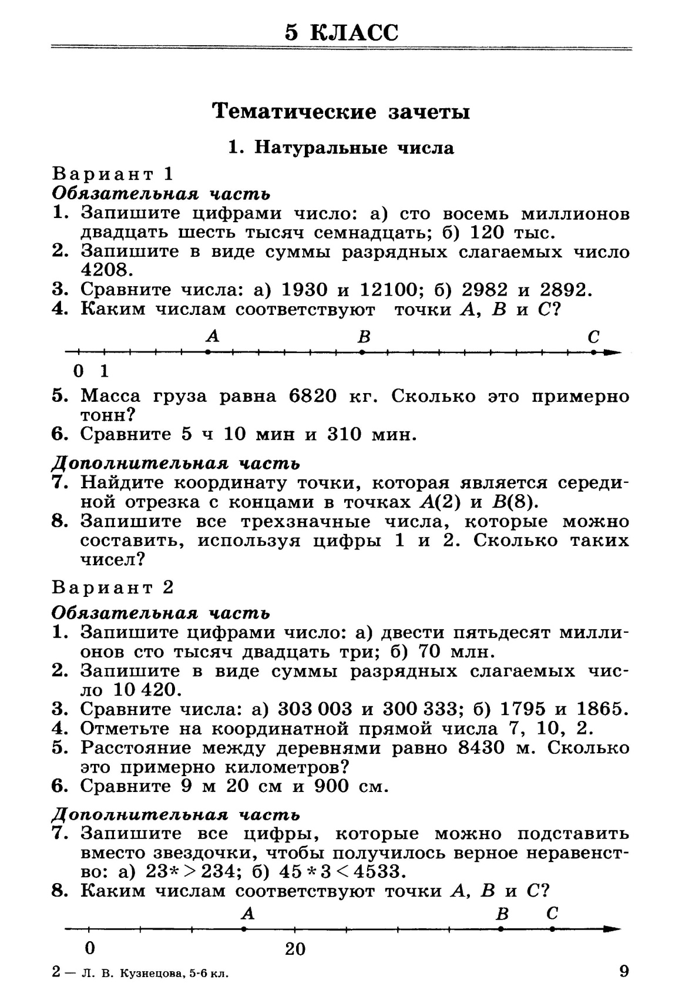 5 КЛАСС
Тематические зачеты
1. Натуральные числа
Вариант 1
Обязательная часть
1. Запишите цифрами число: а) сто восемь миллионов
двадцать шесть тысяч семнадцать; б) 120 тыс.
2. Запишите в виде суммы разрядных слагаемых число
4208.
3. Сравните числа: а) 1930 и 12100; б) 2982 и 2892.
4. Каким числам соответствуют точки A, B и C?
A B C
0 1
5. Масса груза равна 6820 кг. Сколько это примерно
тонн?
6. Сравните 5 ч 10 мин и 310 мин.
Дополнительная часть
7. Найдите координату точки, которая является середи-
ной отрезка с концами в точках A(2) и B(8).
8. Запишите все трехзначные числа, которые можно
составить, используя цифры 1 и 2. Сколько таких
чисел?
Вариант 2
Обязательная часть
1. Запишите цифрами число: а) двести пятьдесят милли-
онов сто тысяч двадцать три; б) 70 млн.
2. Запишите в виде суммы разрядных слагаемых чис-
ло 10 420.
3. Сравните числа: а) 303 003 и 300 333; б) 1795 и 1865.
4. Отметьте на координатной прямой числа 7, 10, 2.
5. Расстояние между деревнями равно 8430 м. Сколько
это примерно километров?
6. Сравните 9 м 20 см и 900 см.
Дополнительная часть
7. Запишите все цифры, которые можно подставить
вместо звездочки, чтобы получилось верное неравенст-
во: а) 23* > 234; б) 45 * 3 < 4533.
8. Каким числам соответствуют точки A, B и C?
A B C
0 20
2 — Л. В. Кузнецова, 5-6 кл.
9